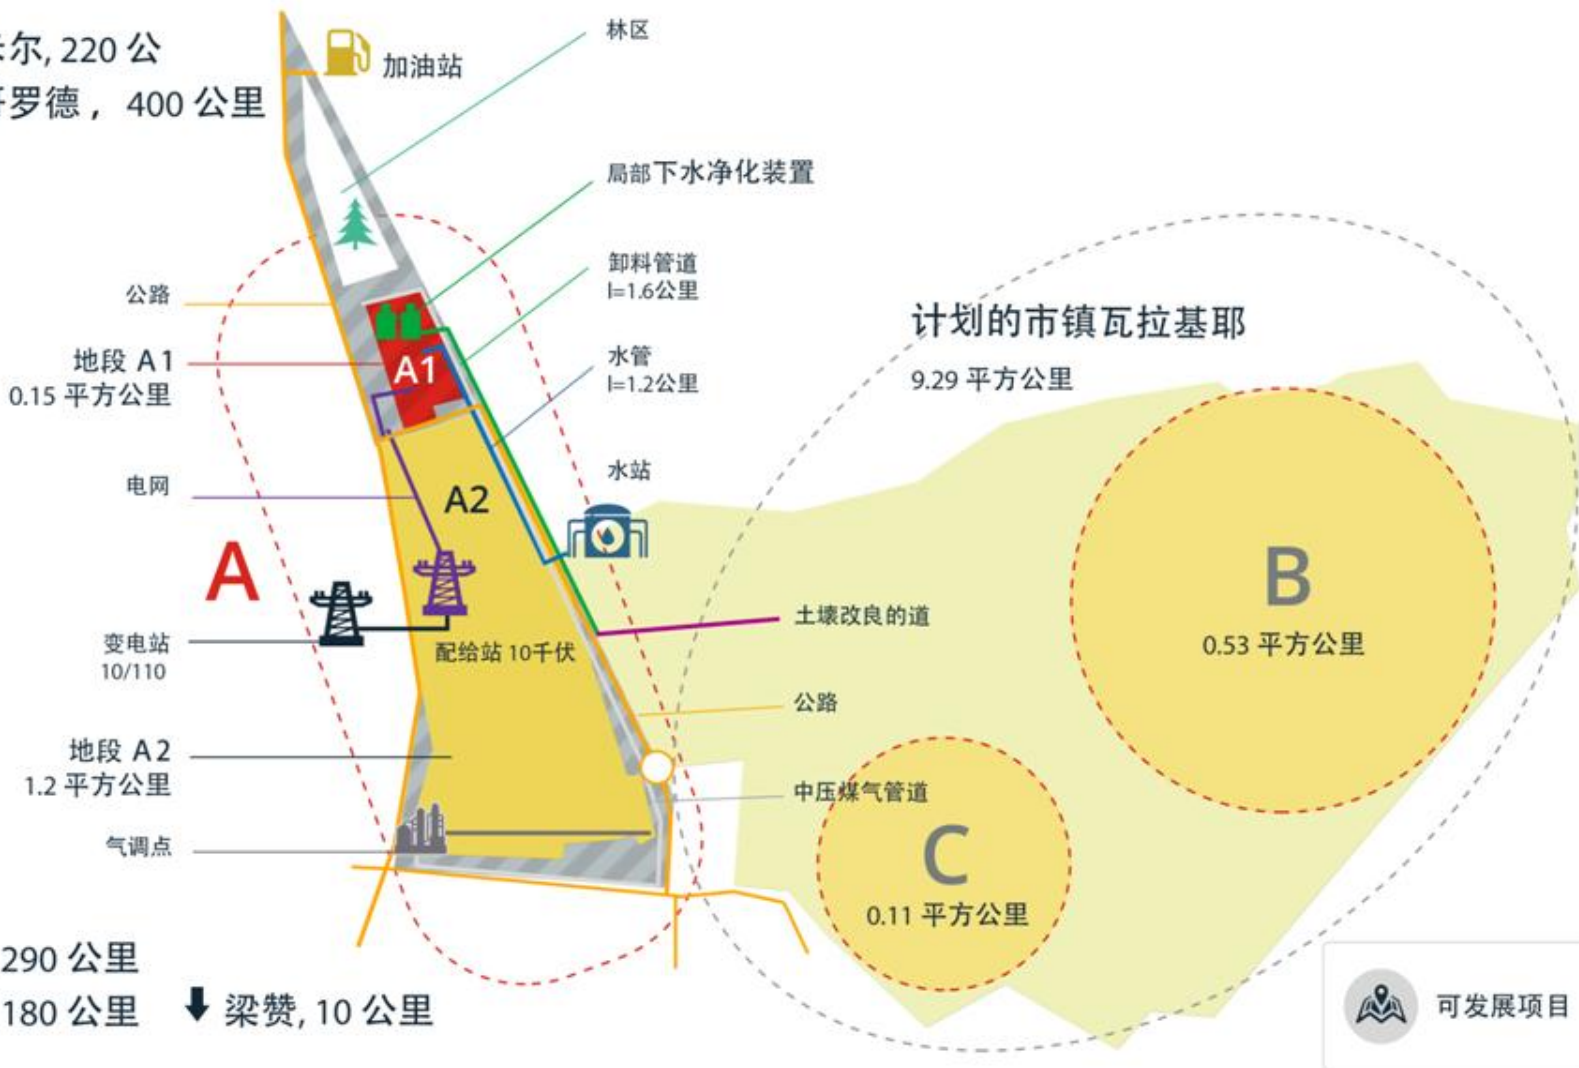 尔, 220 公
罗德， 400 公里
加油站
林区
局部下水净化装置
卸料管道
l=1.6公里
公路
地段 A1
0.15 平方公里
A1
水管
l=1.2公里
计划的市镇瓦拉基耶
9.29 平方公里
电网
A2
水站
A
B
0.53 平方公里
变电站
10/110
配给站 10千伏
土壤改良的道
公路
地段 A2
1.2 平方公里
中压煤气管道
气调点
C
0.11 平方公里
290 公里
180 公里
梁赞, 10 公里
可发展项目